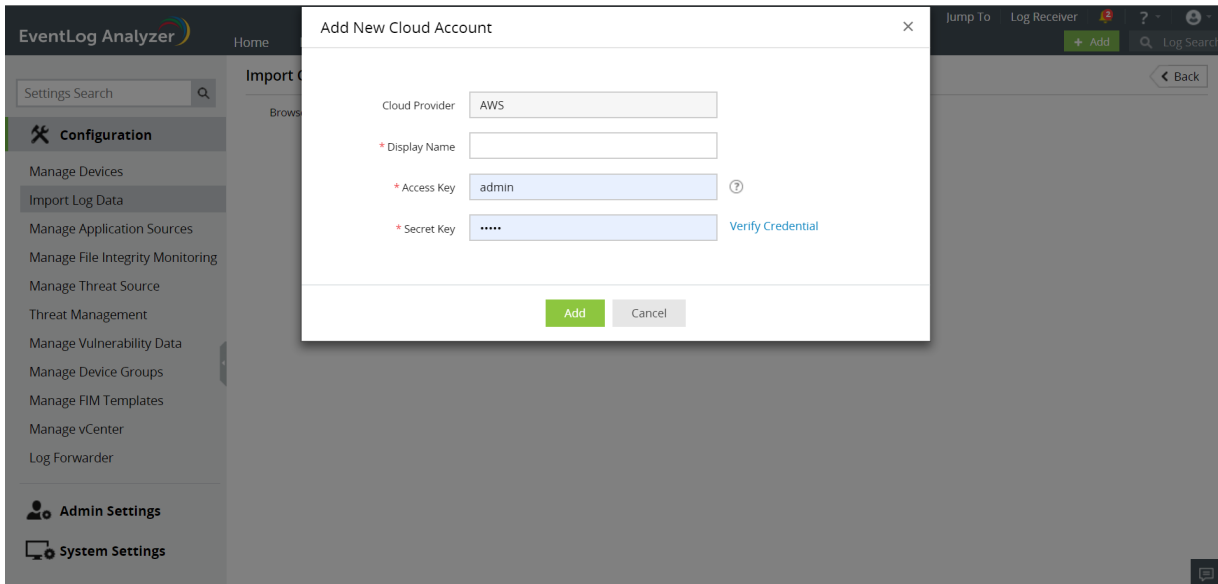 EventLog Analyzer
Home
Jump To
Log Receiver
2
?
+ Add
Log Search
Add New Cloud Account
×
Cloud Provider
AWS
* Display Name
* Access Key
admin
?
* Secret Key
•••••
Verify Credential
Add
Cancel
Import
Brows
Back
Settings Search
Configuration
Manage Devices
Import Log Data
Manage Application Sources
Manage File Integrity Monitoring
Manage Threat Source
Threat Management
Manage Vulnerability Data
Manage Device Groups
Manage FIM Templates
Manage vCenter
Log Forwarder
Admin Settings
System Settings